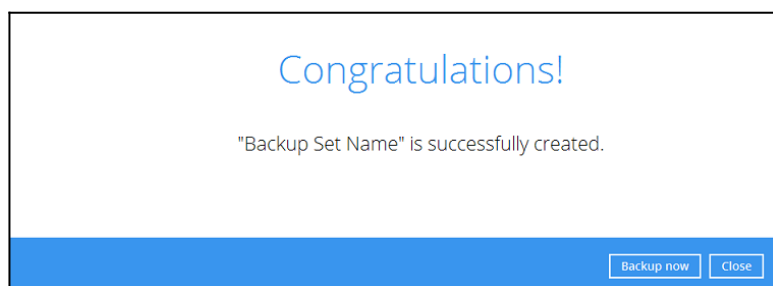 Congratulations!
"Backup Set Name" is successfully created.
Backup now Close